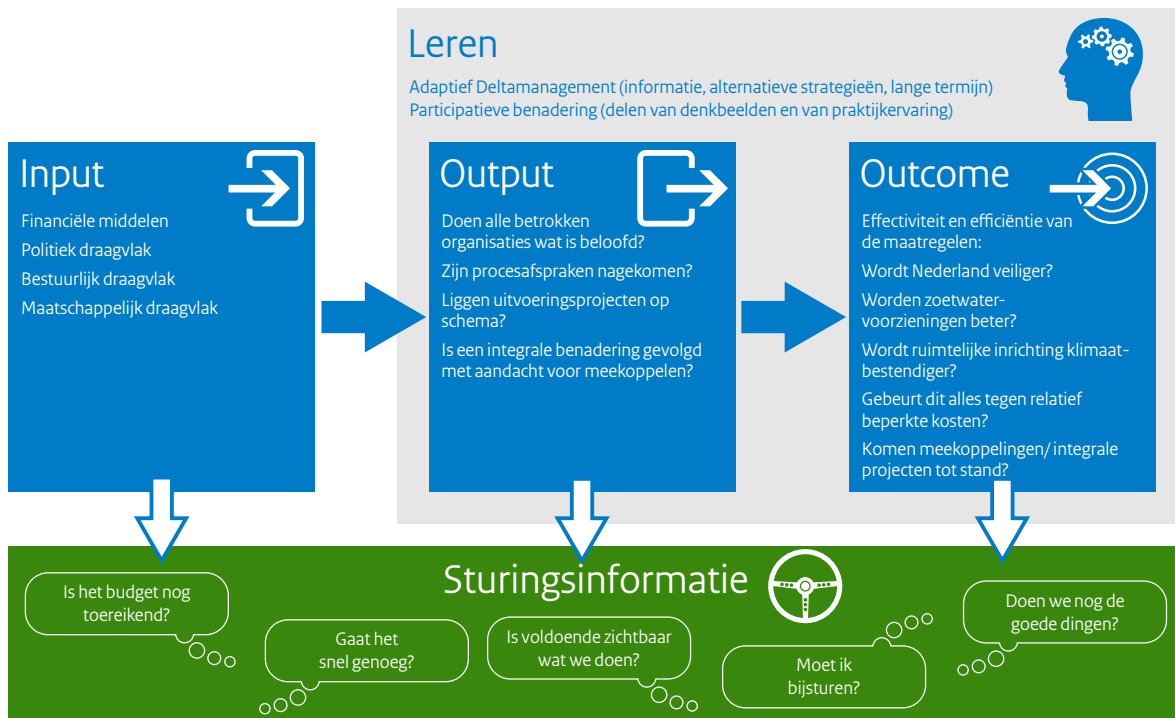 Leren
Adaptief Deltamanagement (informatie, alternatieve strategieën, lange termijn)
Participatieve benadering (delen van denkbeelden en van praktijkervaring)
Input
Financiële middelen
Politiek draagvlak
Bestuurlijk draagvlak
Maatschappelijk draagvlak
Output
Doen alle betrokken
organisaties wat is beloofd?
Zijn procesafspraken nagekomen?
Liggen uitvoeringsprojecten op
schema?
Is een integrale benadering gevolgd
met aandacht voor meekoppelen?
Outcome
Effectiviteit en efficiëntie van
de maatregelen:
Wordt Nederland veiliger?
Worden zoetwater-
voorzieningen beter?
Wordt ruimtelijke inrichting klimaat-
bestendiger?
Gebeurt dit alles tegen relatief
beperkte kosten?
Komen meekoppelingen/ integrale
projecten tot stand?
Sturingsinformatie
Is het budget nog
toereikend?
Gaat het
snel genoeg?
Is voldoende zichtbaar
wat we doen?
Moet ik
bijsturen?
Doen we nog de
goede dingen?